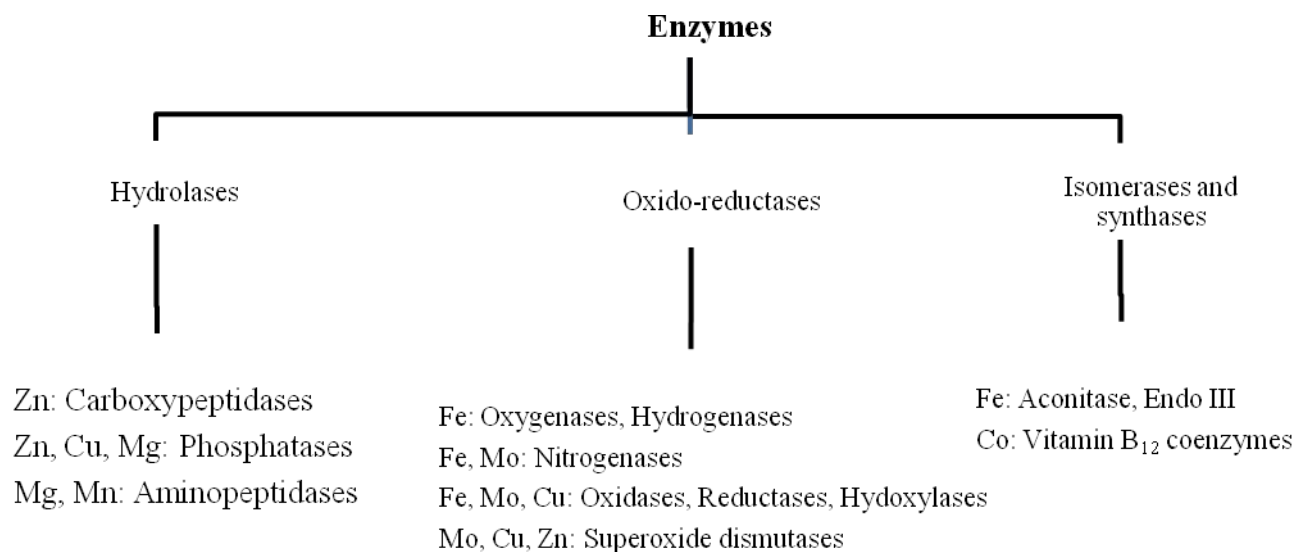 Enzymes
Hydrolases
Oxido-reductases
Isomerases and
synthases
Zn: Carboxypeptidases
Zn, Cu, Mg: Phosphatases
Mg, Mn: Aminopeptidases
Fe: Oxygenases, Hydrogenases
Fe, Mo: Nitrogenases
Fe, Mo, Cu: Oxidases, Reductases, Hydoxylases
Mo, Cu, Zn: Superoxide dismutases
Fe: Aconitase, Endo III
Co: Vitamin B₁₂ coenzymes